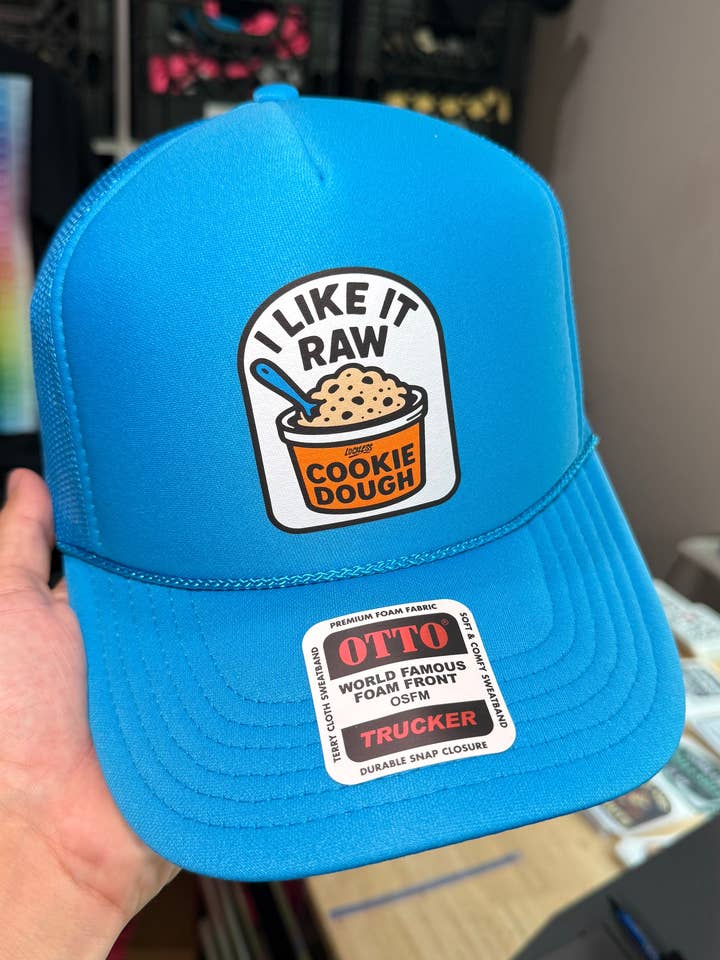 I LIKE IT
RAW
LUCKLESS
COOKIE
DOUGH
PREMIUM FOAM FABRIC
OTTO®
WORLD FAMOUS
FOAM FRONT
OSFM
TRUCKER
DURABLE SNAP CLOSURE
TERRY CLOTH SWEATBAND
SOFT & COMFY SWEATBAND